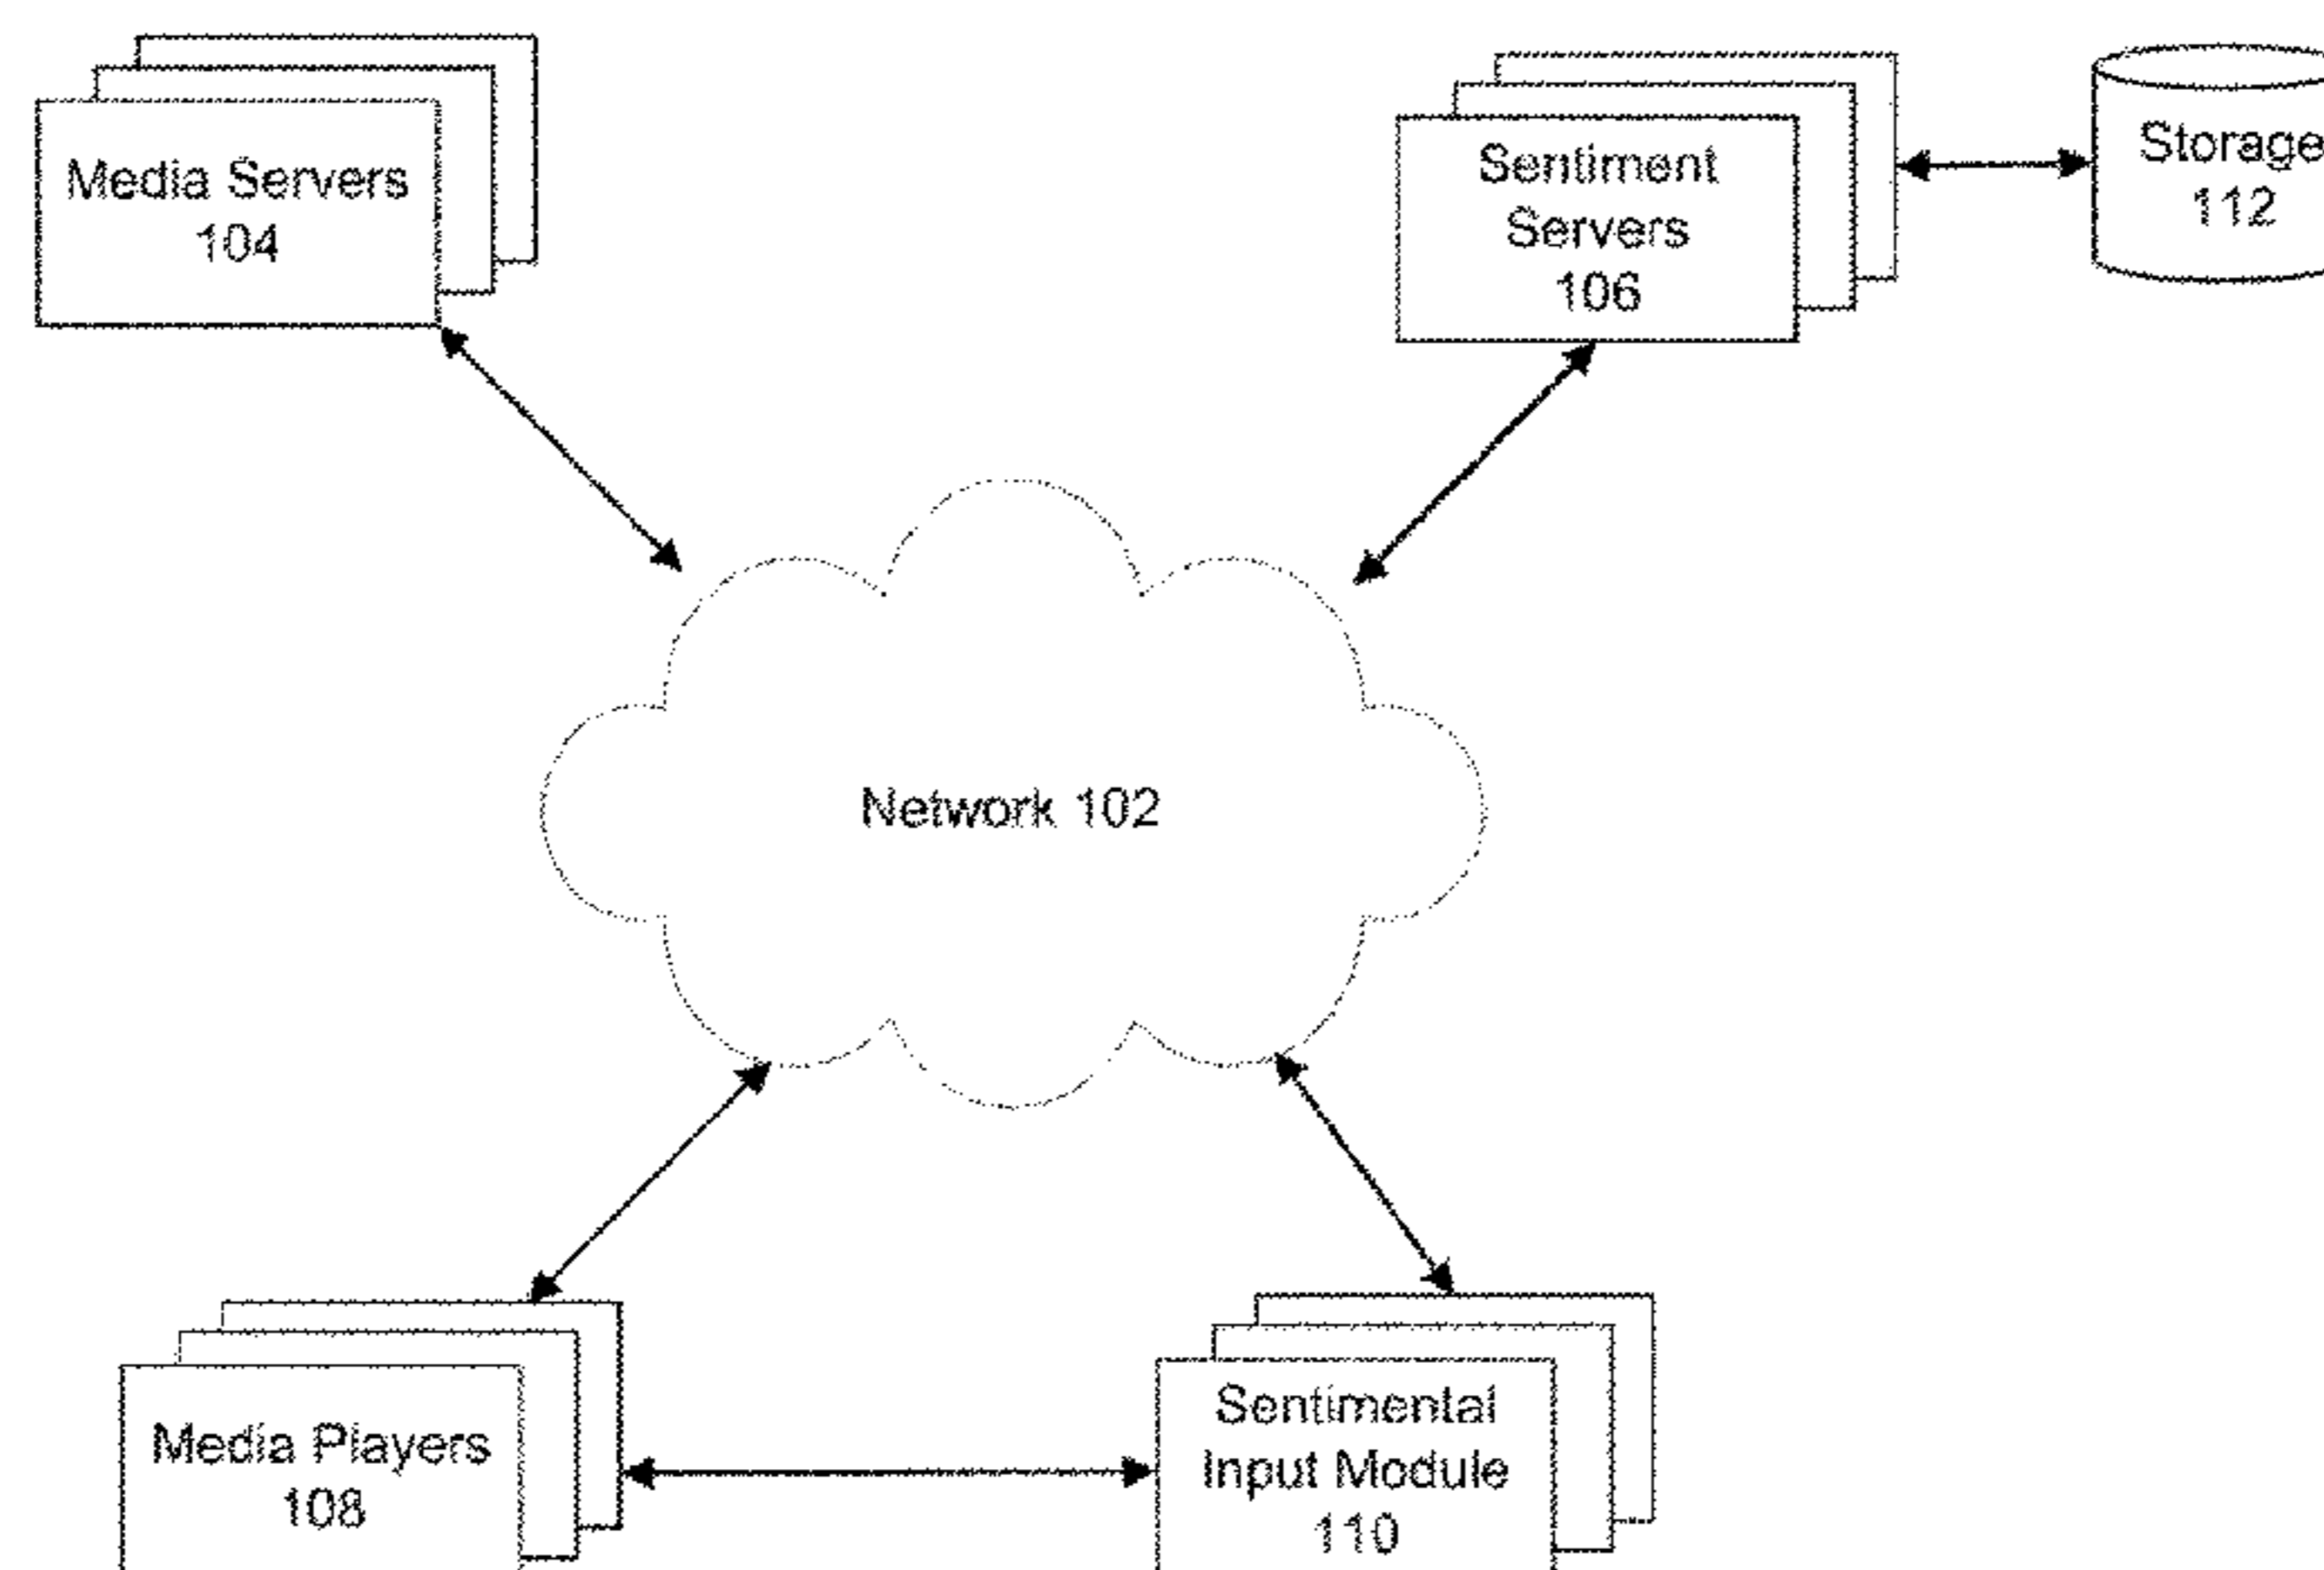 Media Servers
104
Sentiment
Servers
106
Storage
112
Network 102
Media Players
108
Sentimental
Input Module
110